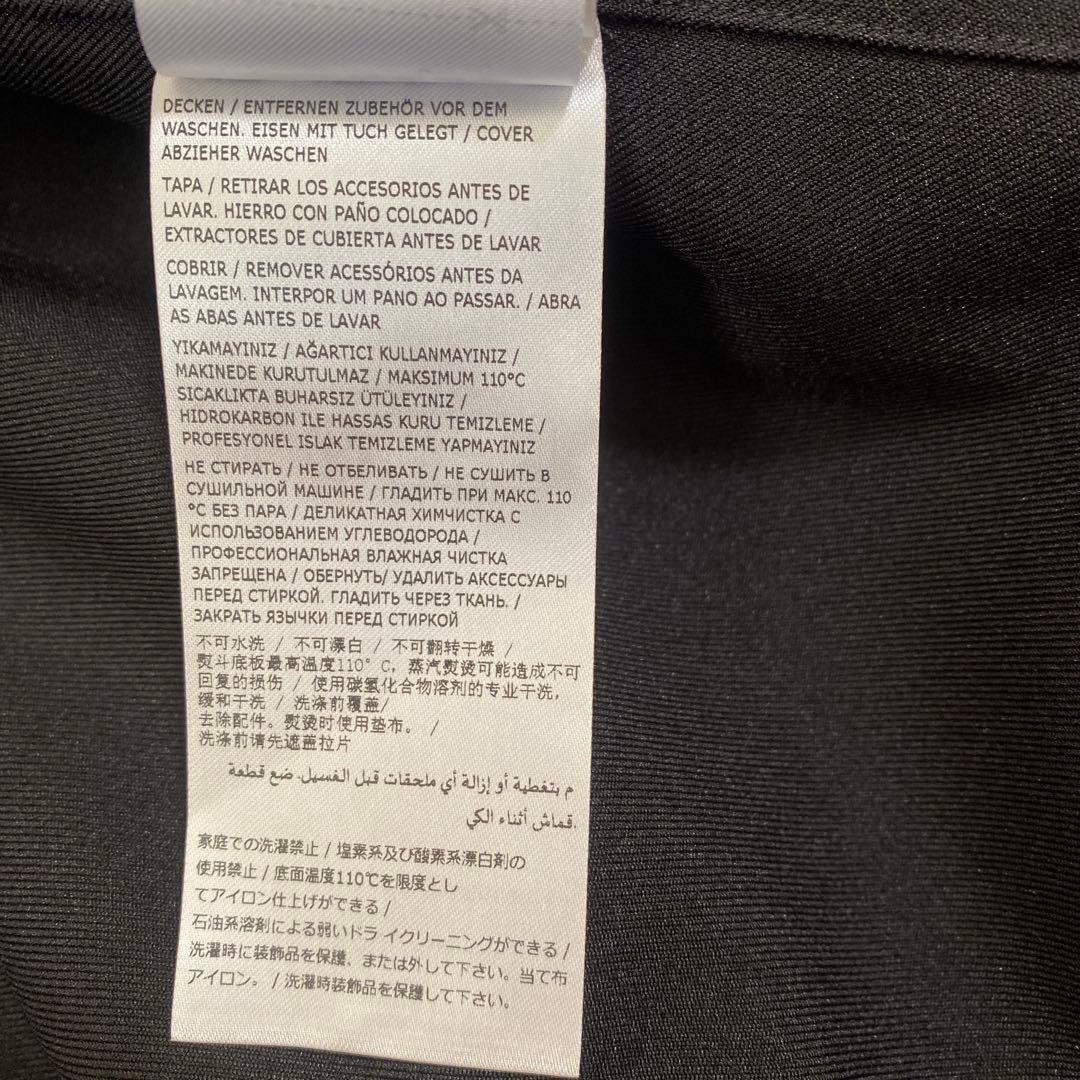 DECKEN / ENTFERNEN ZUBEHÖR VOR DEM
WASCHEN. EISEN MIT TUCH GELEGT / COVER
ABZIEHER WASCHEN
TAPA / RETIRAR LOS ACCESORIOS ANTES DE
LAVAR. HIERRO CON PAÑO COLOCADO /
EXTRACTORES DE CUBIERTA ANTES DE LAVAR
COBRIR / REMOVER ACESSÓRIOS ANTES DA
LAVAGEM. INTERPOR UM PANO AO PASSAR. / ABRA
AS ABAS ANTES DE LAVAR
YIKAMAYINIZ / AĞARTICI KULLANMAYINIZ /
MAKINEDE KURUTULMAZ / MAKSIMUM 110°C
SICAKLIKTA BUHARSIZ ÜTÜLEYINIZ /
HIDROKARBON ILE HASSAS KURU TEMIZLEME /
PROFESYONEL ISLAK TEMIZLEME YAPMAYINIZ
НЕ СТИРАТЬ / НЕ ОТБЕЛИВАТЬ / НЕ СУШИТЬ В
СУШИЛЬНОЙ МАШИНЕ / ГЛАДИТЬ ПРИ МАКС. 110
°C БЕЗ ПАРА / ДЕЛИКАТНАЯ ХИМЧИСТКА С
ИСПОЛЬЗОВАНИЕМ УГЛЕВОДОРОДА /
ПРОФЕССИОНАЛЬНАЯ ВЛАЖНАЯ ЧИСТКА
ЗАПРЕЩЕНА / ОБЕРНУТЬ/ УДАЛИТЬ АКСЕССУАРЫ
ПЕРЕД СТИРКОЙ. ГЛАДИТЬ ЧЕРЕЗ ТКАНЬ. /
ЗАКРАТЬ ЯЗЫЧКИ ПЕРЕД СТИРКОЙ
不可水洗 / 不可漂白 / 不可翻转干燥 /
熨斗底板最高温度110°C, 蒸汽熨烫可能造成不可
回复的损伤 / 使用碳氢化合物溶剂的专业干洗,
缓和干洗 / 洗涤前覆盖/
去除配件。熨烫时使用垫布。 /
洗涤前请先遮盖拉片
م بتغطية أو إزالة أي ملحقات قبل الغسيل. ضع قطعة
قماش أثناء الكي.
家庭での洗濯禁止 / 塩素系及び酸素系漂白剤の
使用禁止 / 底面温度110℃を限度とし
てアイロン仕上げができる /
石油系溶剤による弱いドラ イクリーニングができる /
洗濯時に装飾品を保護、または外して下さい。当て布
アイロン。 / 洗濯時装飾品を保護して下さい。